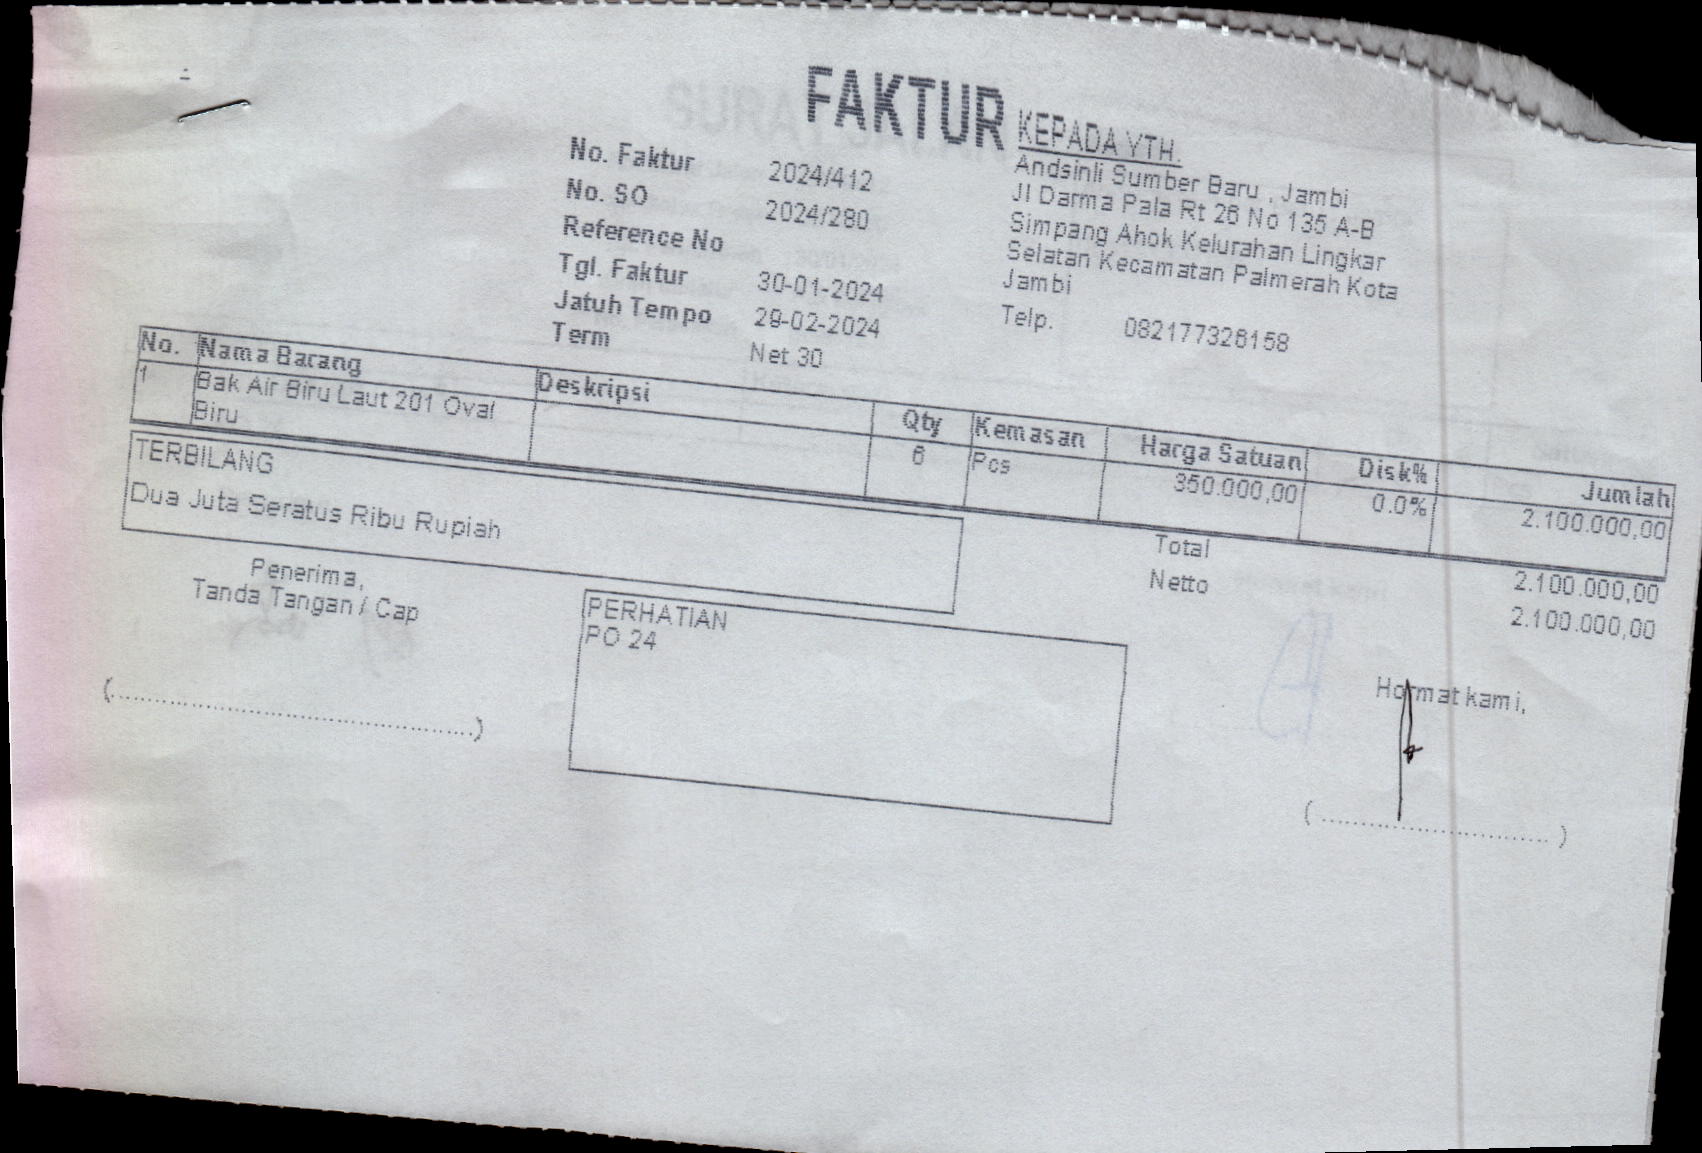 FAKTUR
No. Faktur 2024/412
No. SO 2024/280
Reference No
Tgl. Faktur 30-01-2024
Jatuh Tempo 29-02-2024
Term Net 30
KEPADA YTH.
Andsinli Sumber Baru , Jambi
Jl Darma Pala Rt 26 No 135 A-B
Simpang Ahok Kelurahan Lingkar
Selatan Kecamatan Palmerah Kota
Jambi
Telp. 082177326158
No. Nama Barang Deskripsi Qty Kemasan Harga Satuan Disk% Jumlah
1 Bak Air Biru Laut 201 Oval 6 Pcs 350.000,00 0.0% 2.100.000,00
Biru
TERBILANG
Dua Juta Seratus Ribu Rupiah
Total 2.100.000,00
Netto 2.100.000,00
Penerima,
Tanda Tangan / Cap
(............................................)
PERHATIAN
PO 24
Hormat kami,
(............................)